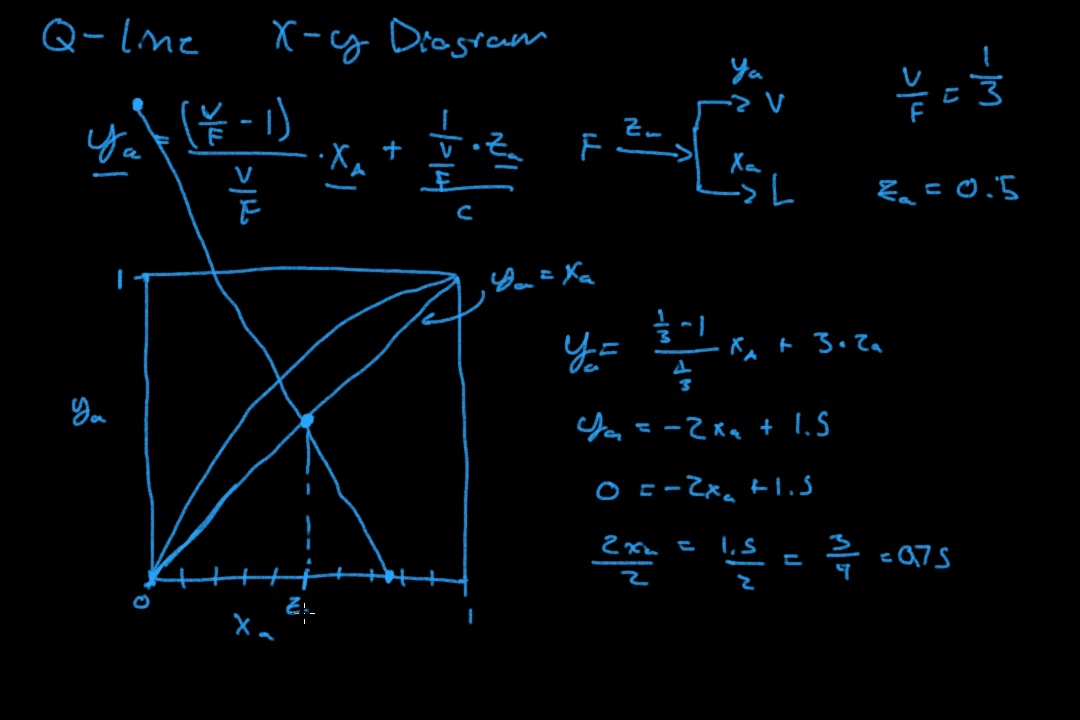 Q-line X-y Diagram
yₐ = (V/F - 1) / (V/F) · xₐ + 1/(V/F) · zₐ
c
F zₐ yₐ V
xₐ L
V/F = 1/3
zₐ = 0.5
1
yₐ = xₐ
yₐ
yₐ = (1/3 - 1) / (1/3) xₐ + 3 · zₐ
yₐ = -2xₐ + 1.5
0 = -2xₐ + 1.5
2xₐ/2 = 1.5/2 = 3/4 = 0.75
0 z 1
xₐ